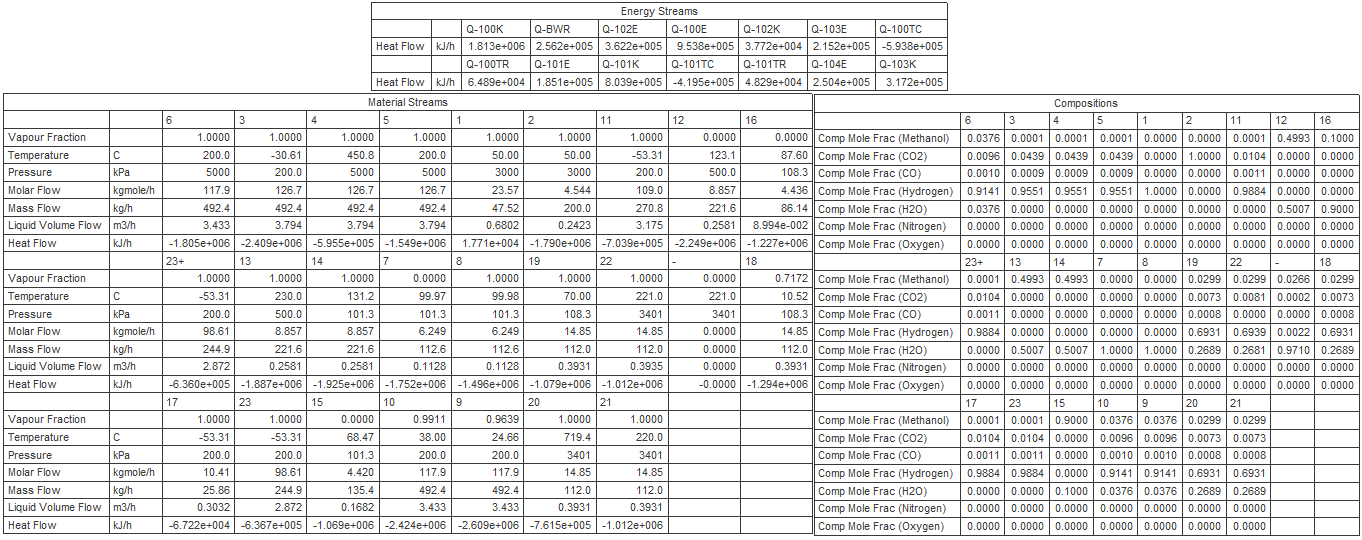 Energy Streams
Q-100K Q-BWR Q-102E Q-100E Q-102K Q-103E Q-100TC
Heat Flow kJ/h 1.813e+006 2.562e+005 3.622e+005 9.538e+005 3.772e+004 2.152e+005 -5.938e+005
Q-100TR Q-101E Q-101K Q-101TC Q-101TR Q-104E Q-103K
Heat Flow kJ/h 6.489e+004 1.851e+005 8.039e+005 -4.195e+005 4.829e+004 2.504e+005 3.172e+005
Material Streams
6 3 4 5 1 2 11 12 16
Vapour Fraction 1.0000 1.0000 1.0000 1.0000 1.0000 1.0000 1.0000 0.0000 0.0000
Temperature C 200.0 -30.61 450.8 200.0 50.00 50.00 -53.31 123.1 87.60
Pressure kPa 5000 200.0 5000 5000 3000 3000 200.0 500.0 108.3
Molar Flow kgmole/h 117.9 126.7 126.7 126.7 23.57 4.544 109.0 8.857 4.436
Mass Flow kg/h 492.4 492.4 492.4 492.4 47.52 200.0 270.8 221.6 86.14
Liquid Volume Flow m3/h 3.433 3.794 3.794 3.794 0.6802 0.2423 3.175 0.2581 8.994e-002
Heat Flow kJ/h -1.805e+006 -2.409e+006 -5.955e+005 -1.549e+006 1.771e+004 -1.790e+006 -7.039e+005 -2.249e+006 -1.227e+006
23+ 13 14 7 8 19 22 - 18
Vapour Fraction 1.0000 1.0000 1.0000 0.0000 1.0000 1.0000 1.0000 0.0000 0.7172
Temperature C -53.31 230.0 131.2 99.97 99.98 70.00 221.0 221.0 10.52
Pressure kPa 200.0 500.0 101.3 101.3 101.3 108.3 3401 3401 108.3
Molar Flow kgmole/h 98.61 8.857 8.857 6.249 6.249 14.85 14.85 0.0000 14.85
Mass Flow kg/h 244.9 221.6 221.6 112.6 112.6 112.0 112.0 0.0000 112.0
Liquid Volume Flow m3/h 2.872 0.2581 0.2581 0.1128 0.1128 0.3931 0.3935 0.0000 0.3931
Heat Flow kJ/h -6.360e+005 -1.887e+006 -1.925e+006 -1.752e+006 -1.496e+006 -1.079e+006 -1.012e+006 -0.0000 -1.294e+006
17 23 15 10 9 20 21
Vapour Fraction 1.0000 1.0000 0.0000 0.9911 0.9639 1.0000 1.0000
Temperature C -53.31 -53.31 68.47 38.00 24.66 719.4 220.0
Pressure kPa 200.0 200.0 101.3 200.0 200.0 3401 3401
Molar Flow kgmole/h 10.41 98.61 4.420 117.9 117.9 14.85 14.85
Mass Flow kg/h 25.86 244.9 135.4 492.4 492.4 112.0 112.0
Liquid Volume Flow m3/h 0.3032 2.872 0.1682 3.433 3.433 0.3931 0.3931
Heat Flow kJ/h -6.722e+004 -6.367e+005 -1.069e+006 -2.424e+006 -2.609e+006 -7.615e+005 -1.012e+006
Compositions
6 3 4 5 1 2 11 12 16
Comp Mole Frac (Methanol) 0.0376 0.0001 0.0001 0.0001 0.0000 0.0000 0.0001 0.4993 0.1000
Comp Mole Frac (CO2) 0.0096 0.0439 0.0439 0.0439 0.0000 1.0000 0.0104 0.0000 0.0000
Comp Mole Frac (CO) 0.0010 0.0009 0.0009 0.0009 0.0000 0.0000 0.0011 0.0000 0.0000
Comp Mole Frac (Hydrogen) 0.9141 0.9551 0.9551 0.9551 1.0000 0.0000 0.9884 0.0000 0.0000
Comp Mole Frac (H2O) 0.0376 0.0000 0.0000 0.0000 0.0000 0.0000 0.0000 0.5007 0.9000
Comp Mole Frac (Nitrogen) 0.0000 0.0000 0.0000 0.0000 0.0000 0.0000 0.0000 0.0000 0.0000
Comp Mole Frac (Oxygen) 0.0000 0.0000 0.0000 0.0000 0.0000 0.0000 0.0000 0.0000 0.0000
23+ 13 14 7 8 19 22 - 18
Comp Mole Frac (Methanol) 0.0001 0.4993 0.4993 0.0000 0.0000 0.0299 0.0299 0.0266 0.0299
Comp Mole Frac (CO2) 0.0104 0.0000 0.0000 0.0000 0.0000 0.0073 0.0081 0.0002 0.0073
Comp Mole Frac (CO) 0.0011 0.0000 0.0000 0.0000 0.0000 0.0008 0.0000 0.0000 0.0008
Comp Mole Frac (Hydrogen) 0.9884 0.0000 0.0000 0.0000 0.0000 0.6931 0.6939 0.0022 0.6931
Comp Mole Frac (H2O) 0.0000 0.5007 0.5007 1.0000 1.0000 0.2689 0.2681 0.9710 0.2689
Comp Mole Frac (Nitrogen) 0.0000 0.0000 0.0000 0.0000 0.0000 0.0000 0.0000 0.0000 0.0000
Comp Mole Frac (Oxygen) 0.0000 0.0000 0.0000 0.0000 0.0000 0.0000 0.0000 0.0000 0.0000
17 23 15 10 9 20 21
Comp Mole Frac (Methanol) 0.0001 0.0001 0.9000 0.0376 0.0376 0.0299 0.0299
Comp Mole Frac (CO2) 0.0104 0.0104 0.0000 0.0096 0.0096 0.0073 0.0073
Comp Mole Frac (CO) 0.0011 0.0011 0.0000 0.0010 0.0010 0.0008 0.0008
Comp Mole Frac (Hydrogen) 0.9884 0.9884 0.0000 0.9141 0.9141 0.6931 0.6931
Comp Mole Frac (H2O) 0.0000 0.0000 0.1000 0.0376 0.0376 0.2689 0.2689
Comp Mole Frac (Nitrogen) 0.0000 0.0000 0.0000 0.0000 0.0000 0.0000 0.0000
Comp Mole Frac (Oxygen) 0.0000 0.0000 0.0000 0.0000 0.0000 0.0000 0.0000